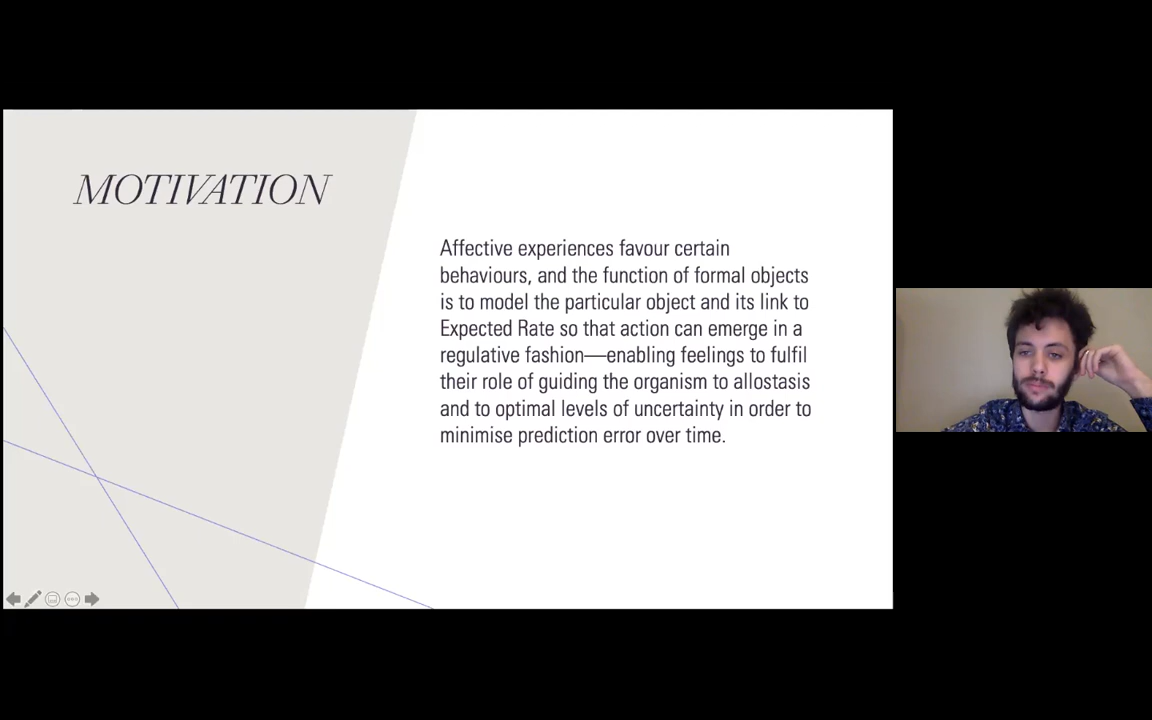 MOTIVATION
Affective experiences favour certain
behaviours, and the function of formal objects
is to model the particular object and its link to
Expected Rate so that action can emerge in a
regulative fashion—enabling feelings to fulfil
their role of guiding the organism to allostasis
and to optimal levels of uncertainty in order to
minimise prediction error over time.